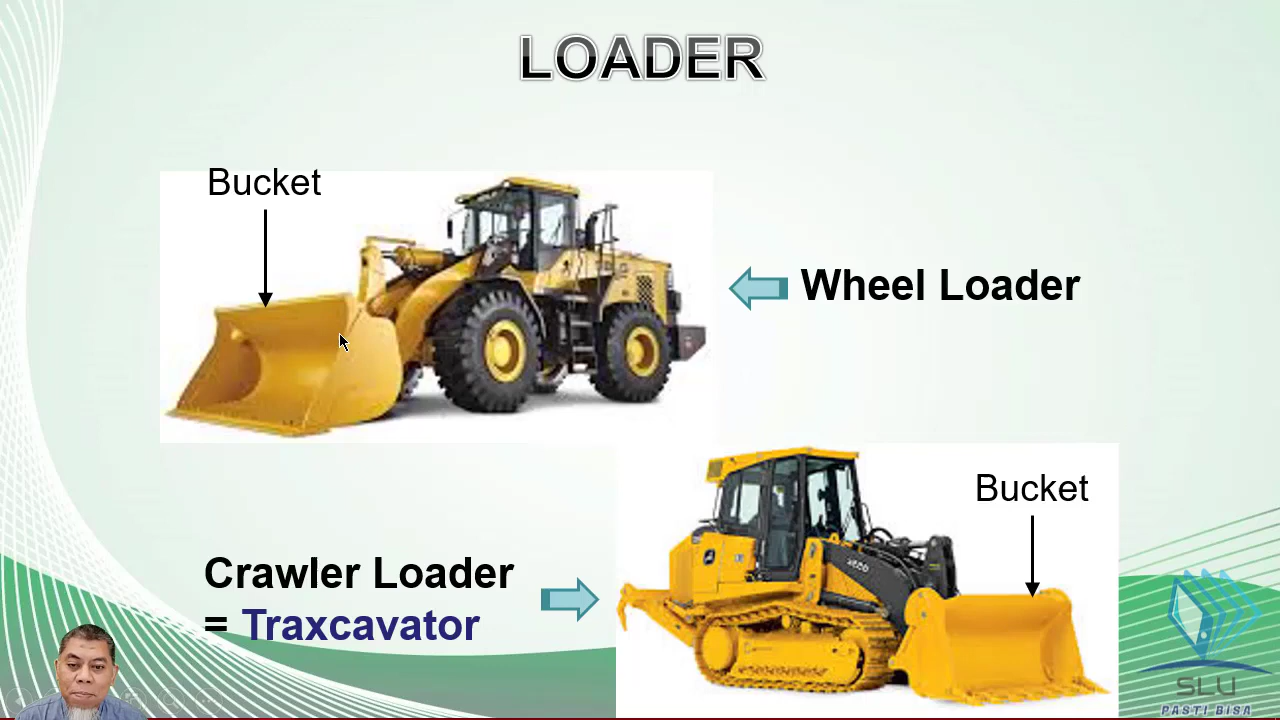 LOADER
Bucket
Wheel Loader
Bucket
Crawler Loader
= Traxcavator
SLU
PASTI BISA